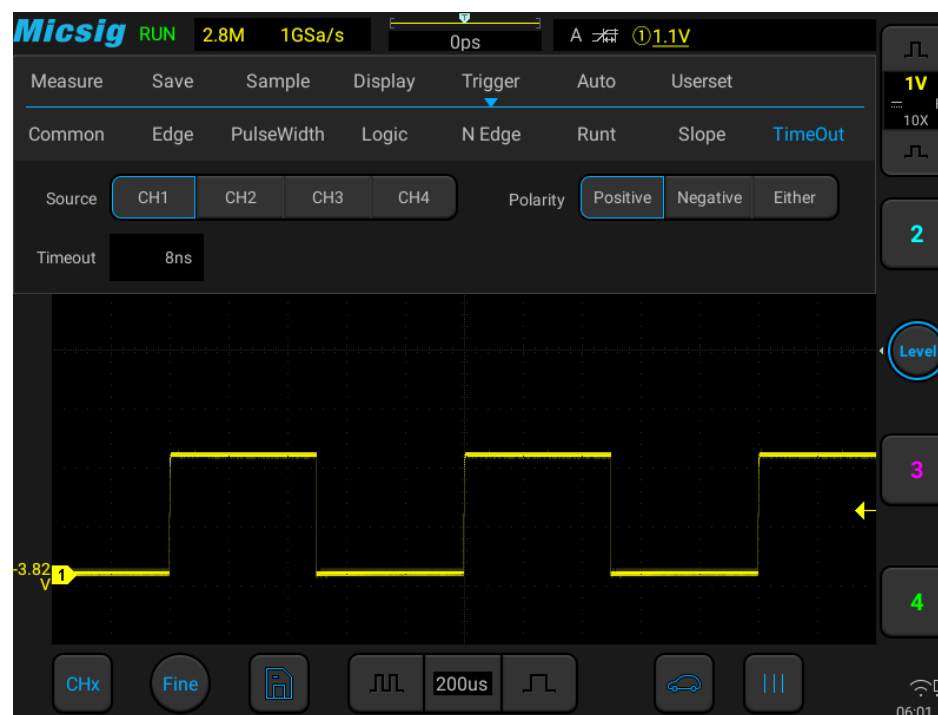 Micsig RUN 2.8M 1GSa/s 0ps A ①1.1V
Measure Save Sample Display Trigger Auto Userset
1V
10X
Common Edge PulseWidth Logic N Edge Runt Slope TimeOut
Source CH1 CH2 CH3 CH4 Polarity Positive Negative Either
2
Timeout 8ns
Level
3
-3.82
V
1
4
CHx Fine 200us
06:01